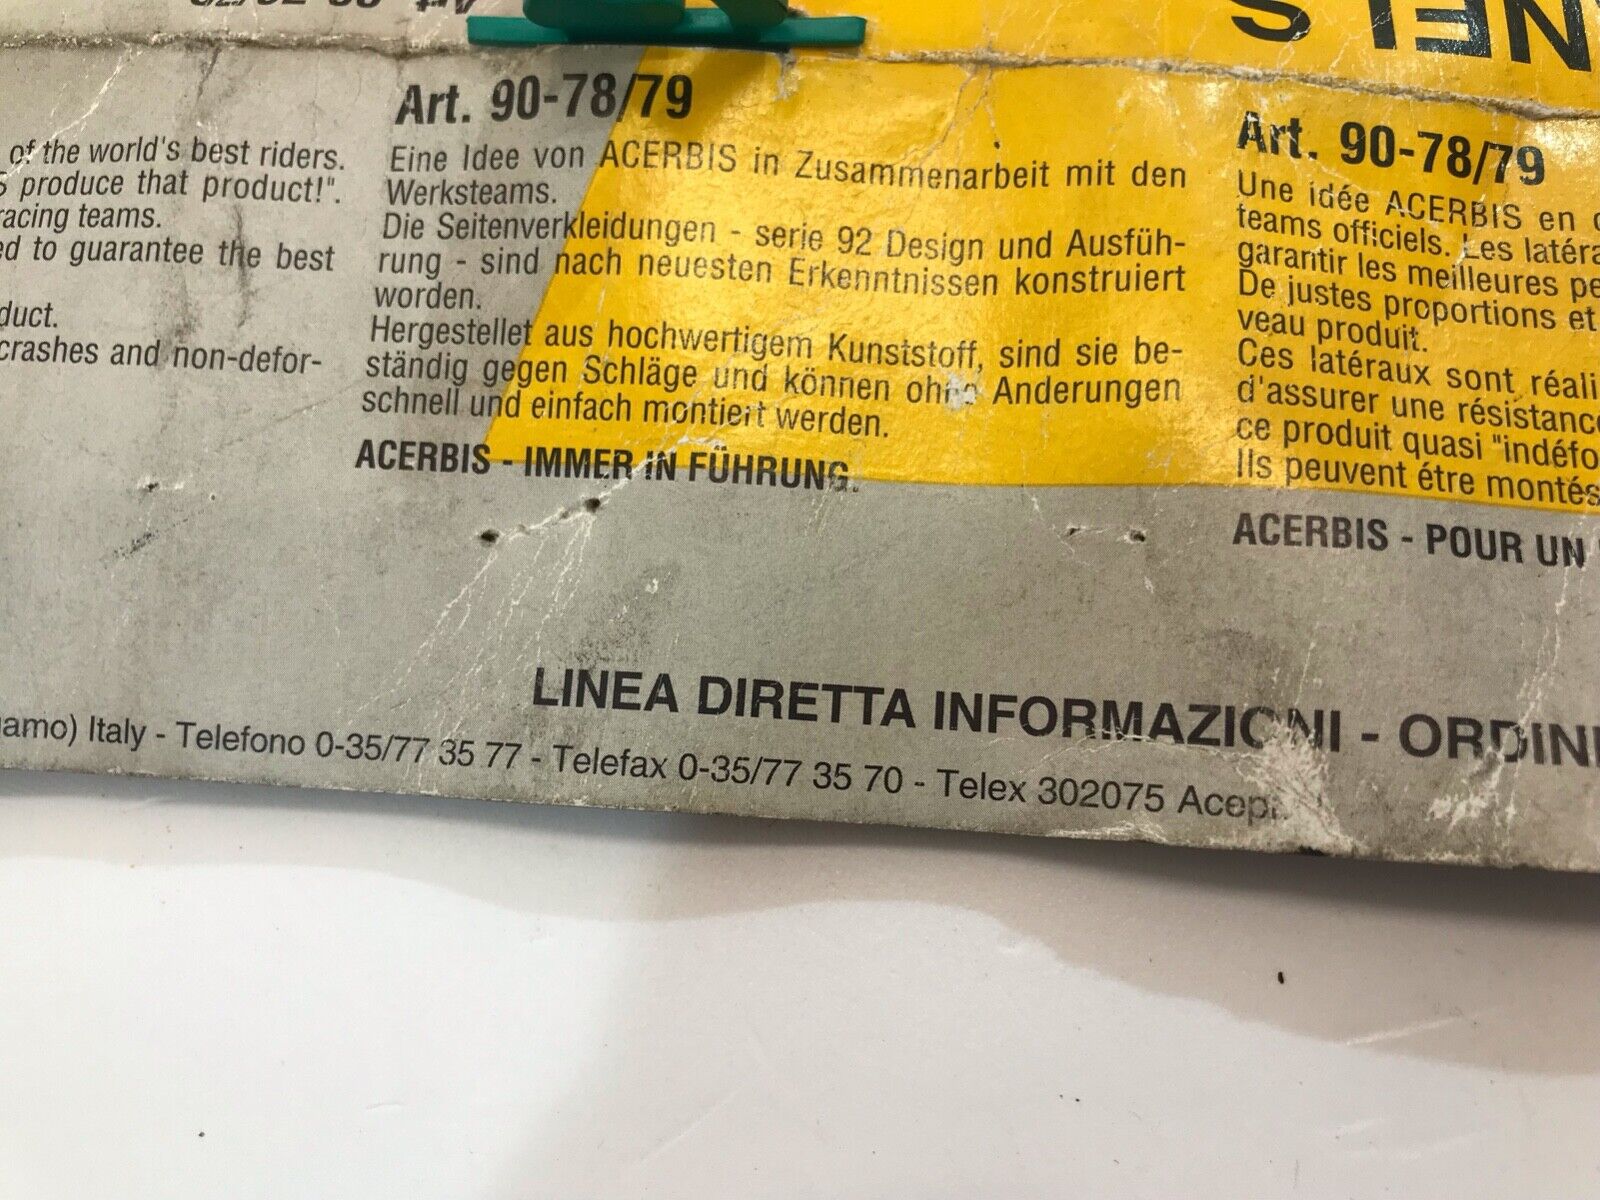 NELS
of the world's best riders.
produce that product!".
racing teams.
to guarantee the best
duct.
crashes and non-defor-
Art. 90-78/79
Eine Idee von ACERBIS in Zusammenarbeit mit den
Werksteams.
Die Seitenverkleidungen - serie 92 Design und Ausfüh-
rung - sind nach neuesten Erkenntnissen konstruiert
worden.
Hergestellet aus hochwertigem Kunststoff, sind sie be-
ständig gegen Schläge und können ohne Anderungen
schnell und einfach montiert werden.
ACERBIS - IMMER IN FÜHRUNG.
Art. 90-78/79
Une idée ACERBIS en
teams officiels. Les latéra
garantir les meilleures pe
De justes proportions et
veau produit.
Ces latéraux sont réali
d'assurer une résistance
ce produit quasi "indéfo
Ils peuvent étre montés
ACERBIS - POUR UN
LINEA DIRETTA INFORMAZIONI - ORDINI
gamo) Italy - Telefono 0-35/77 35 77 - Telefax 0-35/77 35 70 - Telex 302075 Acepr